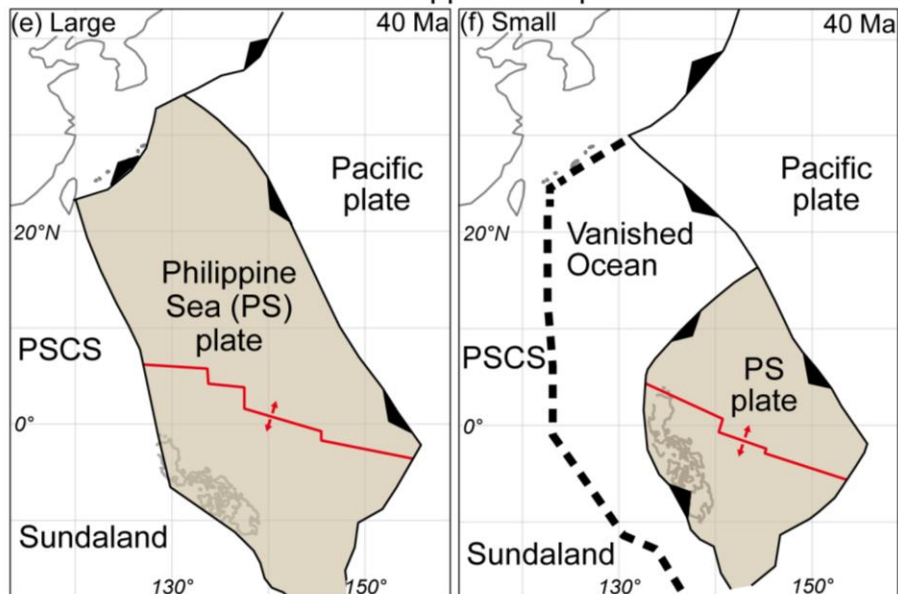 (e) Large
40 Ma
Pacific
plate
20°N
Philippine
Sea (PS)
plate
PSCS
0°
Sundaland
130°
150°
(f) Small
40 Ma
Pacific
plate
20°N
Vanished
Ocean
PSCS
PS
plate
0°
Sundaland
130°
150°